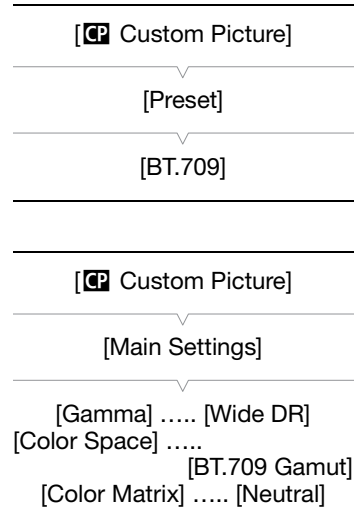 [CP Custom Picture]
[Preset]
[BT.709]
[CP Custom Picture]
[Main Settings]
[Gamma] ..... [Wide DR]
[Color Space] .....
[BT.709 Gamut]
[Color Matrix] ..... [Neutral]